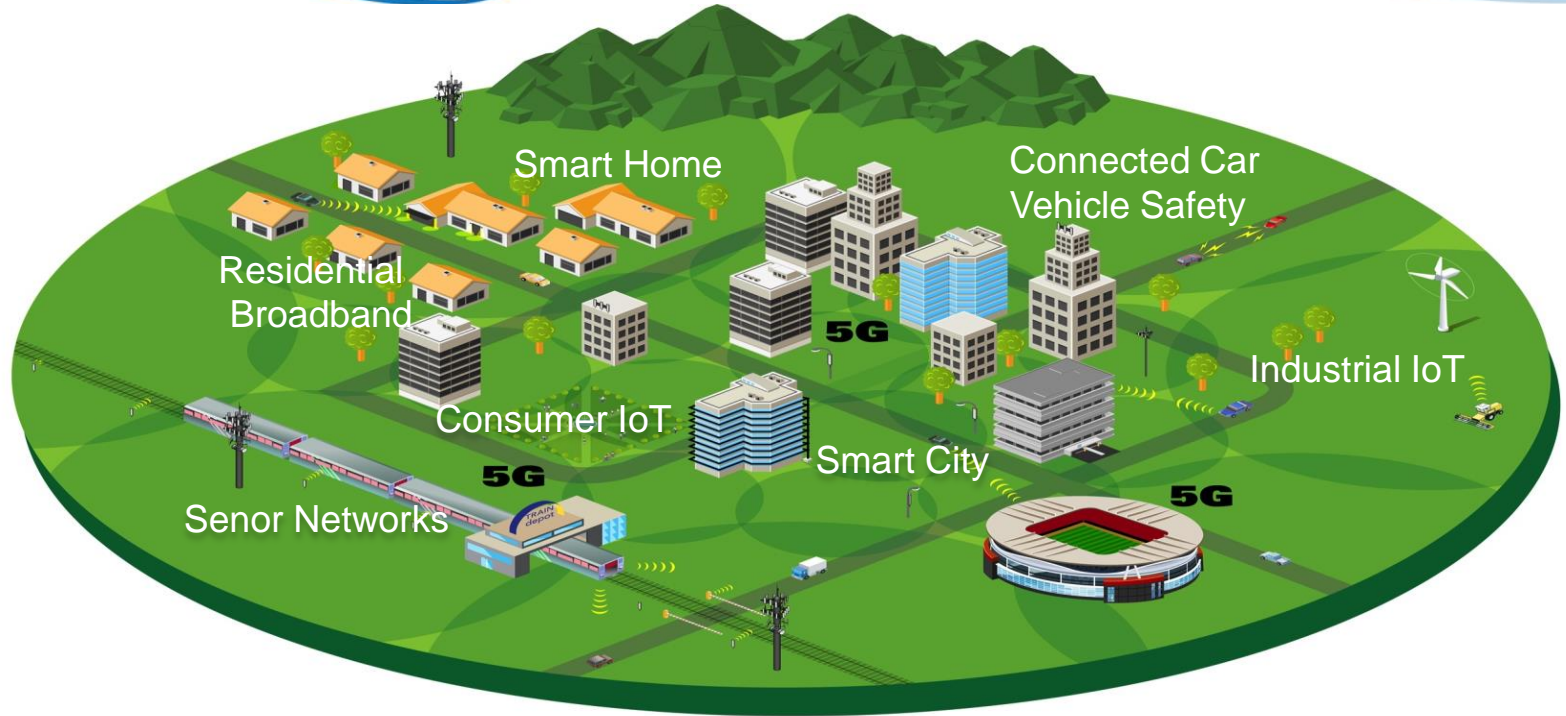 Smart Home
Connected Car
Vehicle Safety
Residential
Broadband
5G
Industrial IoT
Consumer IoT
Smart City
5G
5G
Senor Networks
TRAIN
depot